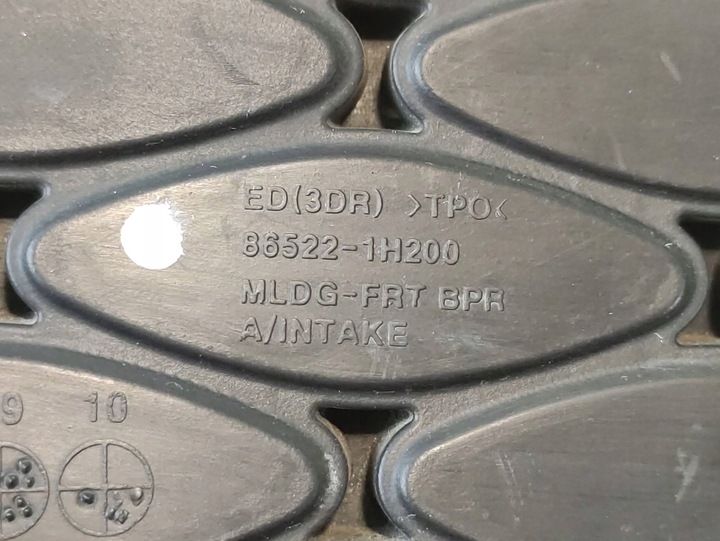 ED(3DR) >TPO<
86522-1H200
MLDG-FRT BPR
A/INTAKE
9 10